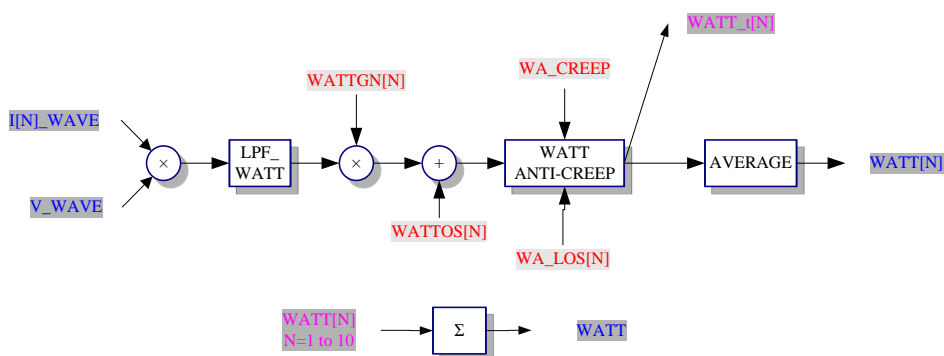 WATT_t[N]
WA_CREEP
WATTGN[N]
I[N]_WAVE
×
LPF_
WATT
×
+
WATT
ANTI-CREEP
AVERAGE
WATT[N]
V_WAVE
WATTOS[N]
WA_LOS[N]
WATT[N]
N=1 to 10
Σ
WATT